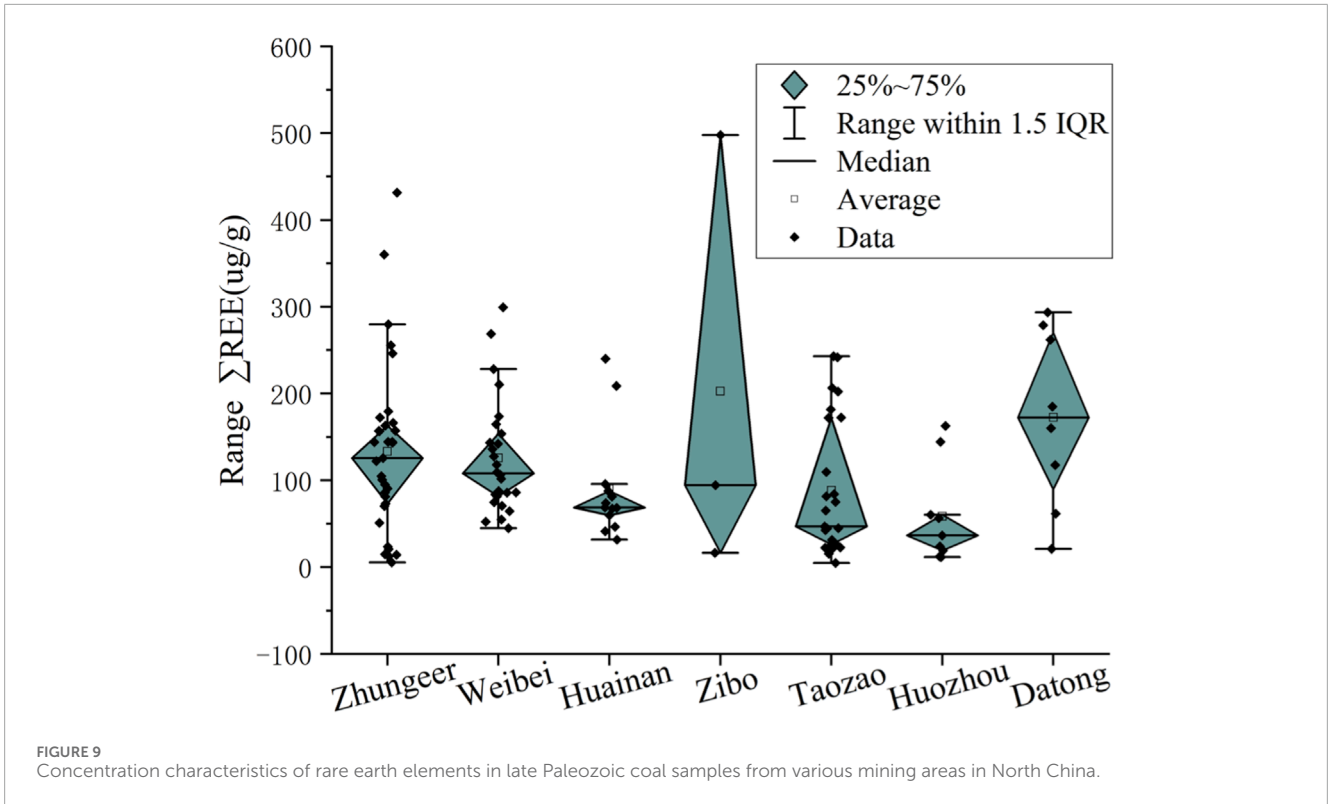 600
500
400
300
200
100
0
−100
Range ∑REE(ug/g)
25%~75%
Range within 1.5 IQR
Median
Average
Data
Zhungeer
Weibei
Huainan
Zibo
Taozao
Huozhou
Datong
FIGURE 9
Concentration characteristics of rare earth elements in late Paleozoic coal samples from various mining areas in North China.